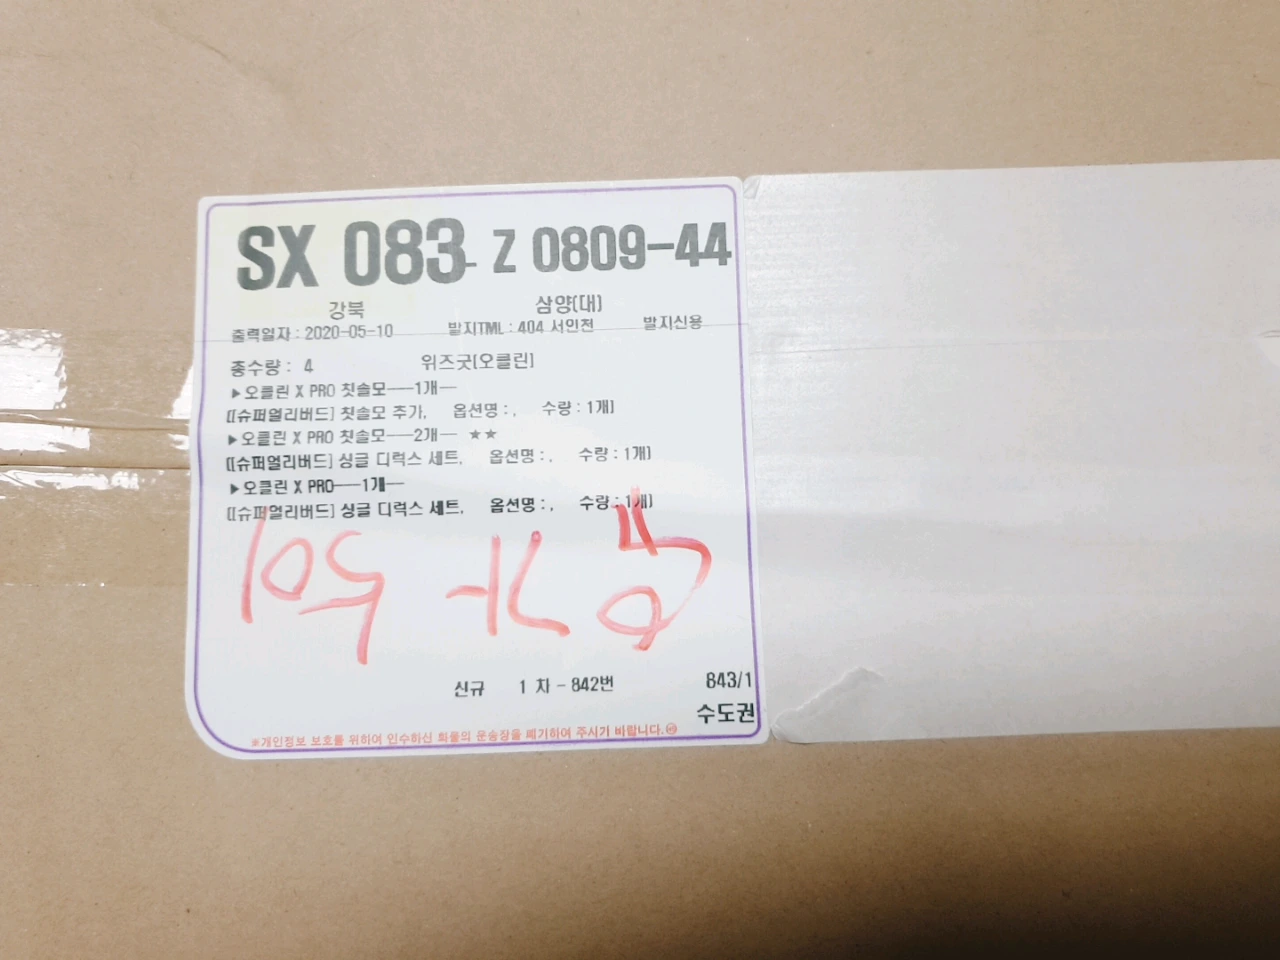 SX 083- Z 0809-44
강북 삼양(대)
출력일자 : 2020-05-10 발지TML : 404 서인천 발지신용
총수량 : 4 위즈굿[오클린]
▶오클린 X PRO 칫솔모---1개--
([슈퍼얼리버드] 칫솔모 추가, 옵션명 : , 수량 : 1개)
▶오클린 X PRO 칫솔모---2개-- ★★
([슈퍼얼리버드] 싱글 디럭스 세트, 옵션명 : , 수량 : 1개)
▶오클린 X PRO---1개--
([슈퍼얼리버드] 싱글 디럭스 세트, 옵션명 : , 수량 : 1개)
신규 1 차 - 842번 843/1
수도권
※개인정보 보호를 위하여 인수하신 화물의 운송장을 폐기하여 주시기 바랍니다.